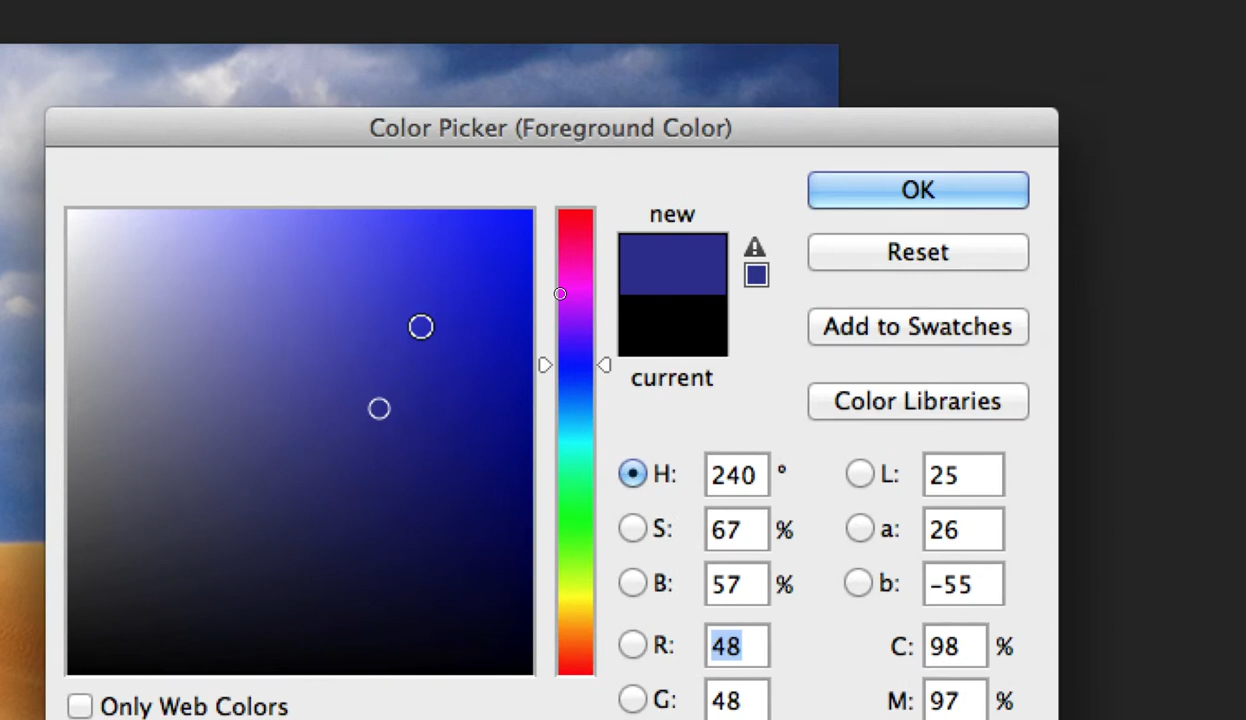 Color Picker (Foreground Color)
new
current
OK
Reset
Add to Swatches
Color Libraries
H: 240 °
S: 67 %
B: 57 %
R: 48
G: 48
L: 25
a: 26
b: -55
C: 98 %
M: 97 %
Only Web Colors